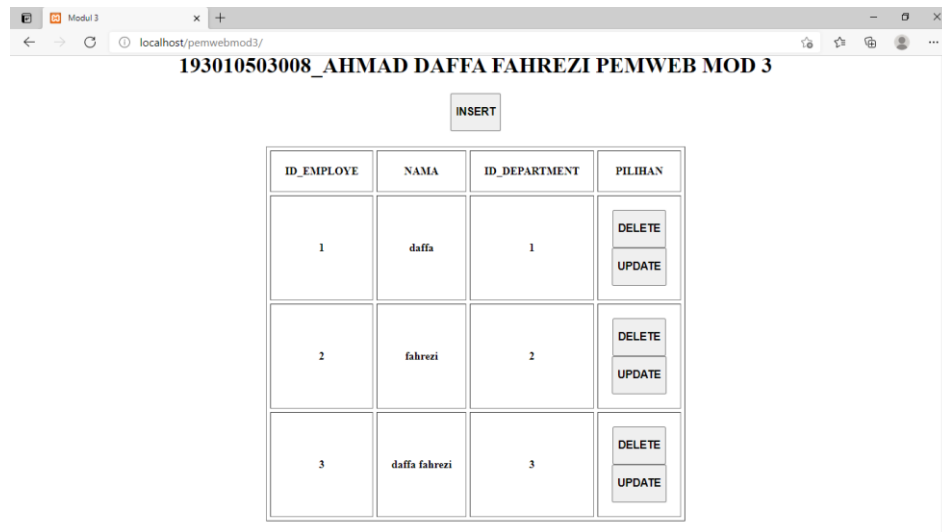 Modul 3
localhost/pemwebmod3/
193010503008_AHMAD DAFFA FAHREZI PEMWEB MOD 3
INSERT
ID_EMPLOYE NAMA ID_DEPARTMENT PILIHAN
1 daffa 1 DELETE
UPDATE
2 fahrezi 2 DELETE
UPDATE
3 daffa fahrezi 3 DELETE
UPDATE